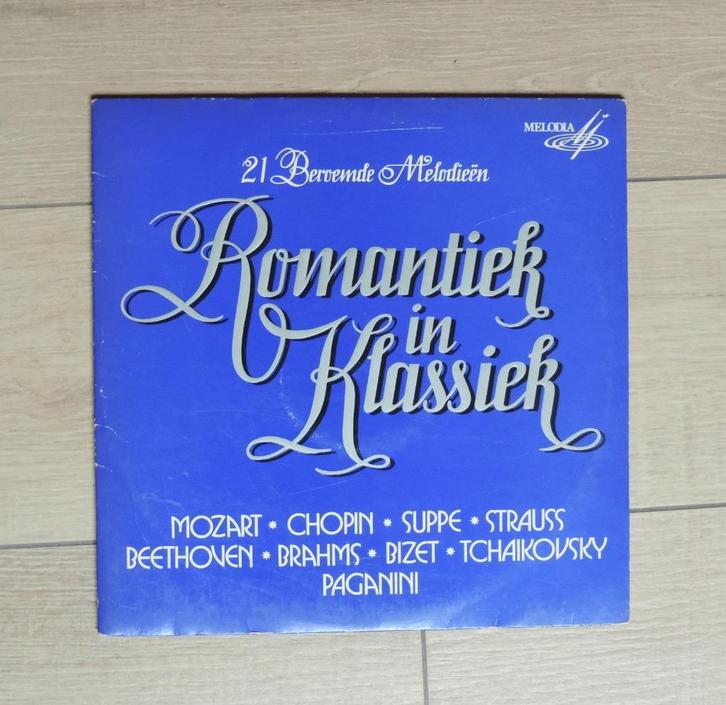 MELODIA
21 Beroemde Melodieën
Romantiek
in
Klassiek
MOZART * CHOPIN * SUPPE * STRAUSS
BEETHOVEN * BRAHMS * BIZET * TCHAIKOVSKY
PAGANINI